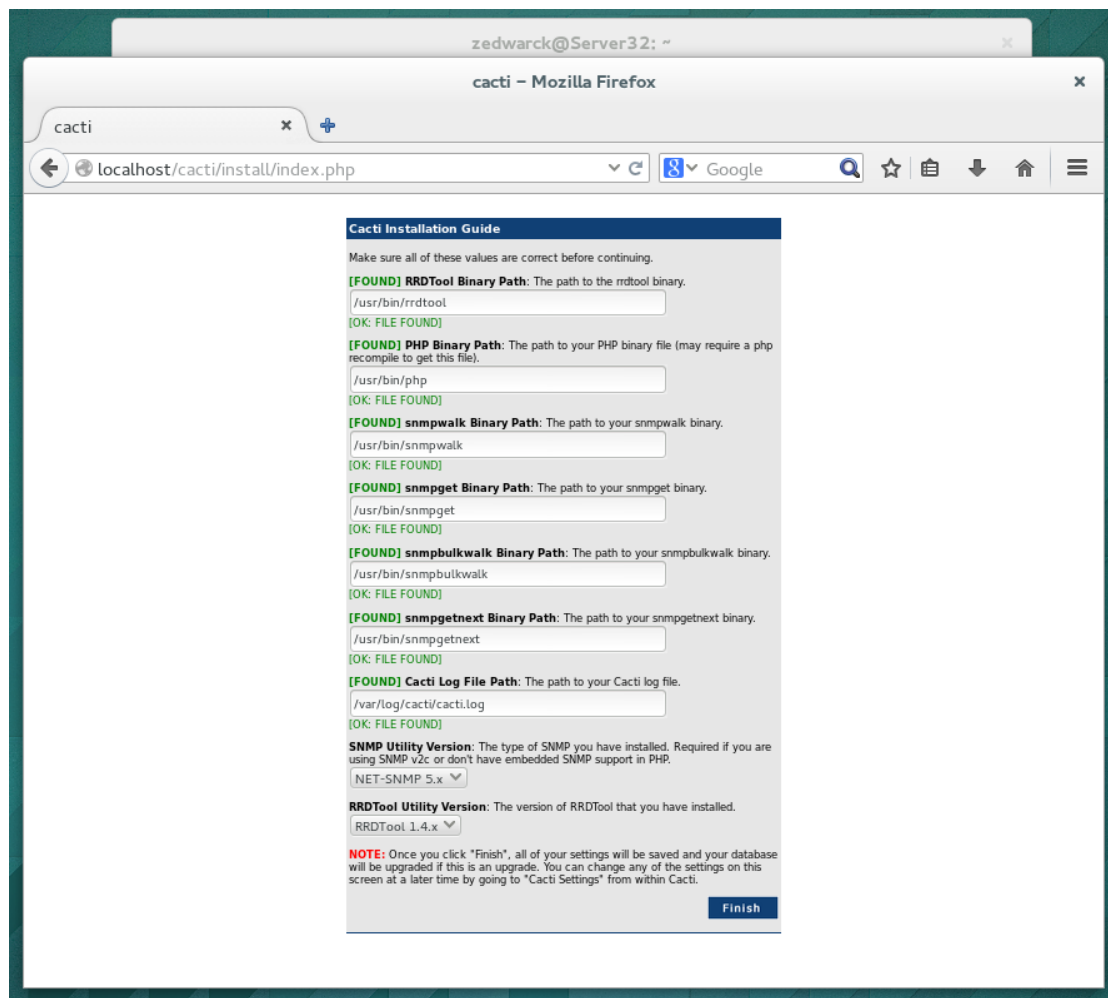 zedwarck@Server32: ~
cacti – Mozilla Firefox
cacti
localhost/cacti/install/index.php
8
Google
Cacti Installation Guide
Make sure all of these values are correct before continuing.
[FOUND] RRDTool Binary Path: The path to the rrdtool binary.
/usr/bin/rrdtool
[OK: FILE FOUND]
[FOUND] PHP Binary Path: The path to your PHP binary file (may require a php
recompile to get this file).
/usr/bin/php
[OK: FILE FOUND]
[FOUND] snmpwalk Binary Path: The path to your snmpwalk binary.
/usr/bin/snmpwalk
[OK: FILE FOUND]
[FOUND] snmpget Binary Path: The path to your snmpget binary.
/usr/bin/snmpget
[OK: FILE FOUND]
[FOUND] snmpbulkwalk Binary Path: The path to your snmpbulkwalk binary.
/usr/bin/snmpbulkwalk
[OK: FILE FOUND]
[FOUND] snmpgetnext Binary Path: The path to your snmpgetnext binary.
/usr/bin/snmpgetnext
[OK: FILE FOUND]
[FOUND] Cacti Log File Path: The path to your Cacti log file.
/var/log/cacti/cacti.log
[OK: FILE FOUND]
SNMP Utility Version: The type of SNMP you have installed. Required if you are
using SNMP v2c or don't have embedded SNMP support in PHP.
NET-SNMP 5.x
RRDTool Utility Version: The version of RRDTool that you have installed.
RRDTool 1.4.x
NOTE: Once you click "Finish", all of your settings will be saved and your database
will be upgraded if this is an upgrade. You can change any of the settings on this
screen at a later time by going to "Cacti Settings" from within Cacti.
Finish